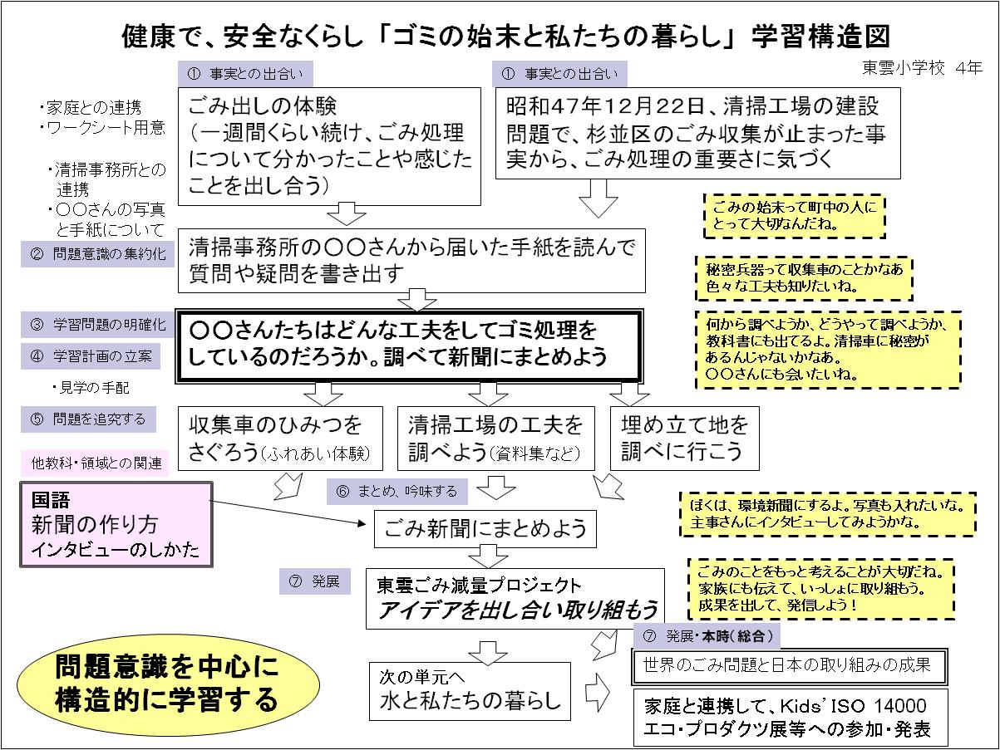 健康で、安全なくらし 「ゴミの始末と私たちの暮らし」 学習構造図
東雲小学校 4年
① 事実との出合い
① 事実との出合い
・家庭との連携
・ワークシート用意
・清掃事務所との
連携
・〇〇さんの写真
と手紙について
ごみ出しの体験
(一週間くらい続け、ごみ処理
について分かったことや感じた
ことを出し合う)
昭和47年12月22日、清掃工場の建設
問題で、杉並区のごみ収集が止まった事
実から、ごみ処理の重要さに気づく
ごみの始末って町中の人に
とって大切なんだね。
② 問題意識の集約化
清掃事務所の〇〇さんから届いた手紙を読んで
質問や疑問を書き出す
秘密兵器って収集車のことかなあ
色々な工夫も知りたいね。
③ 学習問題の明確化
④ 学習計画の立案
〇〇さんたちはどんな工夫をしてゴミ処理を
しているのだろうか。調べて新聞にまとめよう
何から調べようか、どうやって調べようか、
教科書にも出てるよ。清掃車に秘密が
あるんじゃないかなあ。
〇〇さんにも会いたいね。
・見学の手配
⑤ 問題を追究する
収集車のひみつを
さぐろう(ふれあい体験)
清掃工場の工夫を
調べよう(資料集など)
埋め立て地を
調べに行こう
他教科・領域との関連
国語
新聞の作り方
インタビューのしかた
⑥ まとめ、吟味する
ごみ新聞にまとめよう
ぼくは、環境新聞にするよ。写真も入れたいな。
主事さんにインタビューしてみようかな。
⑦ 発展
東雲ごみ減量プロジェクト
アイデアを出し合い取り組もう
ごみのことをもっと考えることが大切だね。
家族にも伝えて、いっしょに取り組もう。
成果を出して、発信しよう!
⑦ 発展・本時(総合)
世界のごみ問題と日本の取り組みの成果
次の単元へ
水と私たちの暮らし
家庭と連携して、Kids'ISO 14000
エコ・プロダクツ展等への参加・発表
問題意識を中心に
構造的に学習する